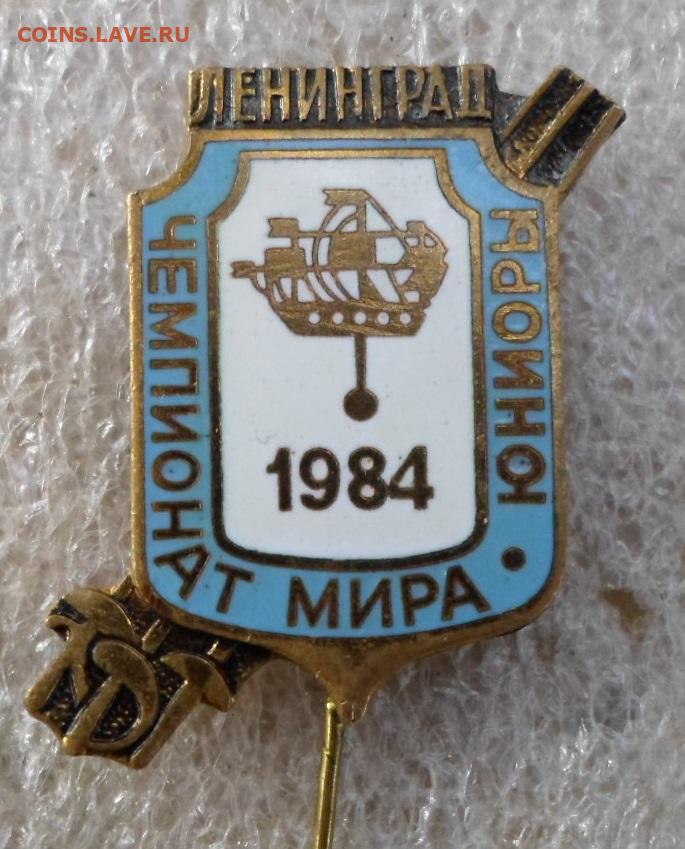 COINS.LAVE.RU
ЛЕНИНГРАД
ЧЕМПИОНАТ МИРА • ЮНИОРЫ
1984